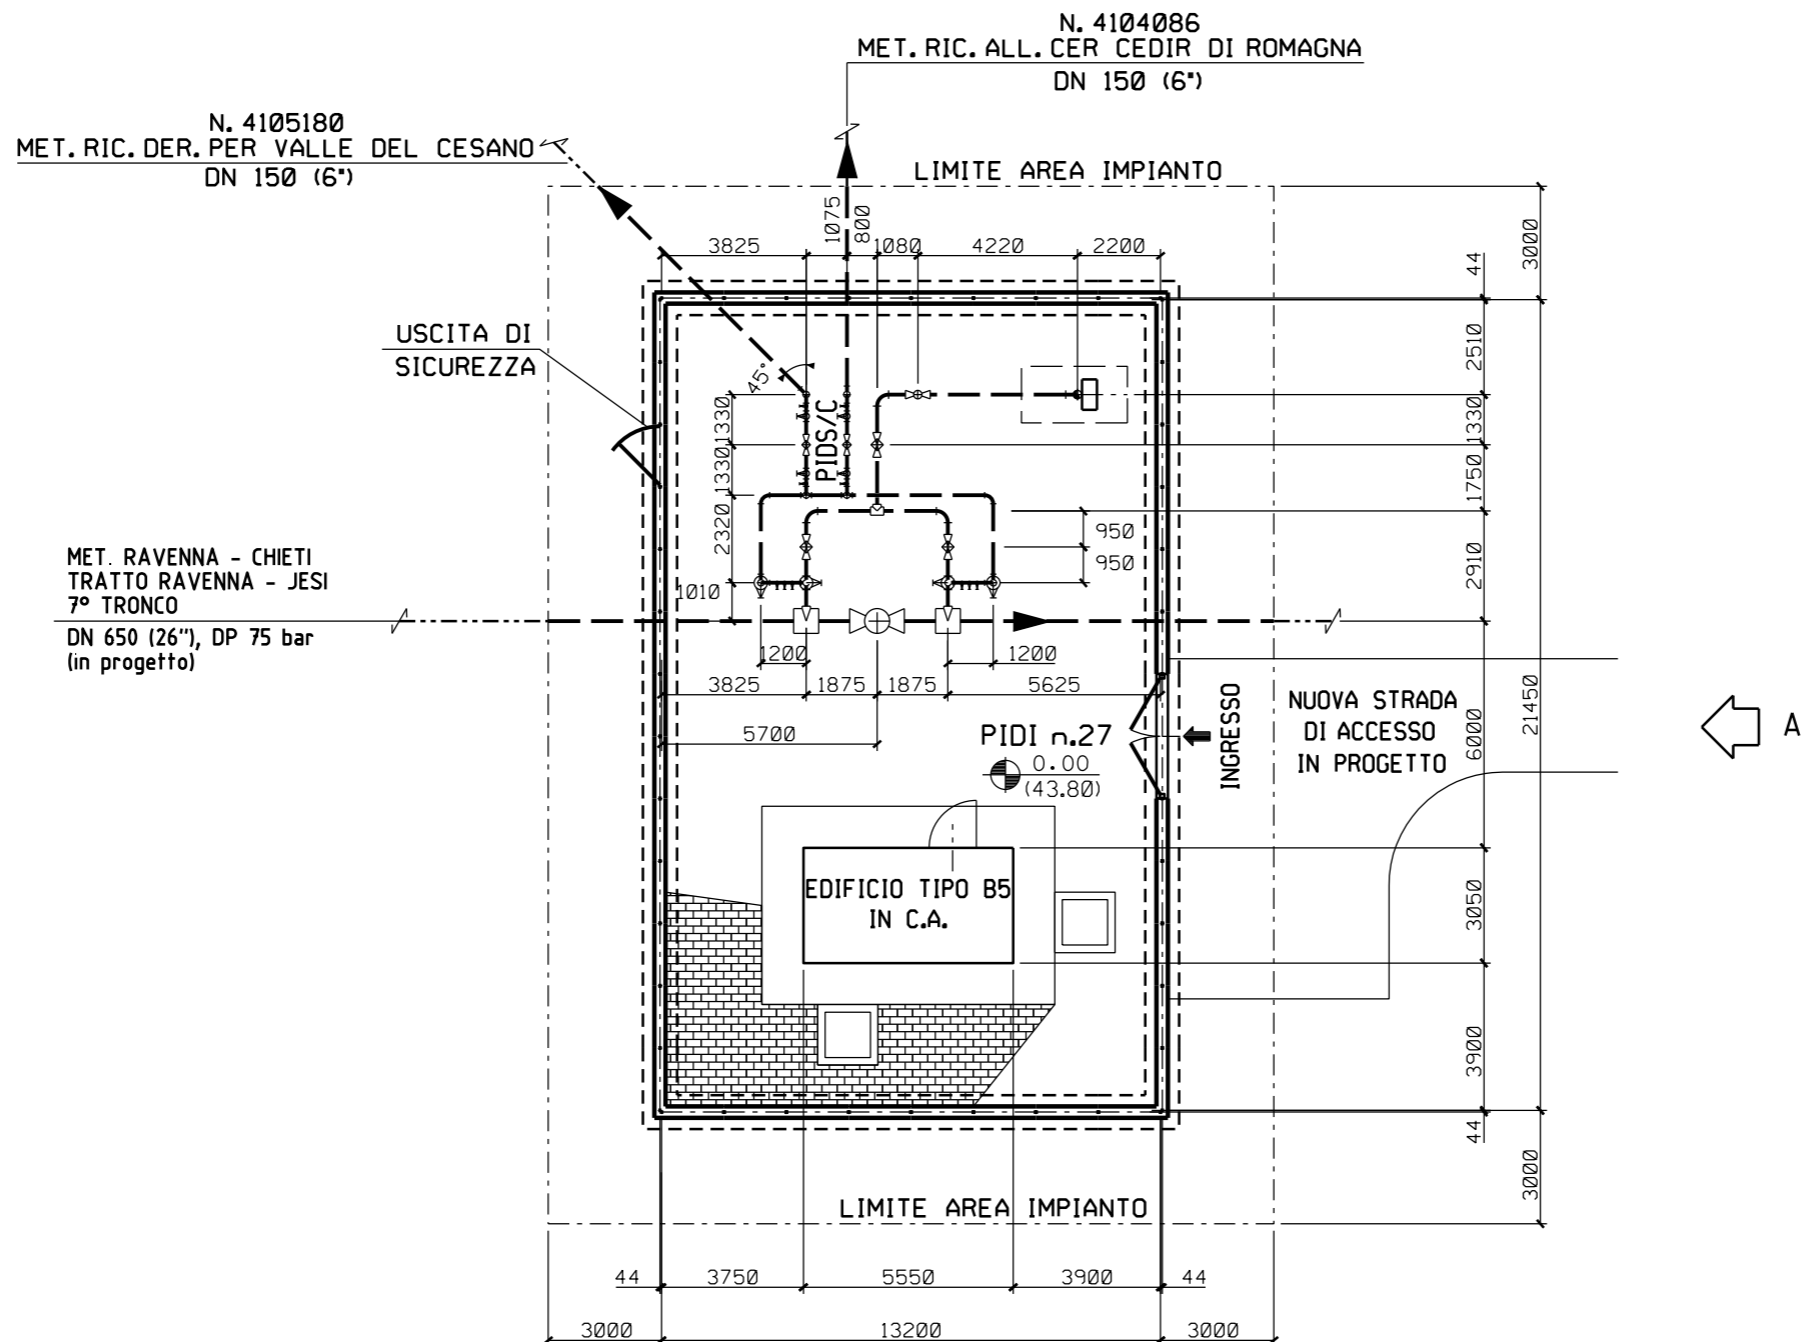 N. 4104086
MET. RIC. ALL. CER CEDIR DI ROMAGNA
DN 150 (6")
N. 4105180
MET. RIC. DER. PER VALLE DEL CESANO
DN 150 (6")
LIMITE AREA IMPIANTO
3825
1075
800
1080
4220
2200
44
3000
USCITA DI
SICUREZZA
45°
PIDS/C
1330
1330
2320
1010
2510
1330
1750
2910
950
950
MET. RAVENNA - CHIETI
TRATTO RAVENNA - JESI
7° TRONCO
DN 650 (26"), DP 75 bar
(in progetto)
1200
1200
3825
1875
1875
5625
5700
PIDI n.27
0.00
(43.80)
INGRESSO
NUOVA STRADA
DI ACCESSO
IN PROGETTO
6000
21450
A
EDIFICIO TIPO B5
IN C.A.
3050
3900
44
3000
LIMITE AREA IMPIANTO
44
3750
5550
3900
44
3000
13200
3000